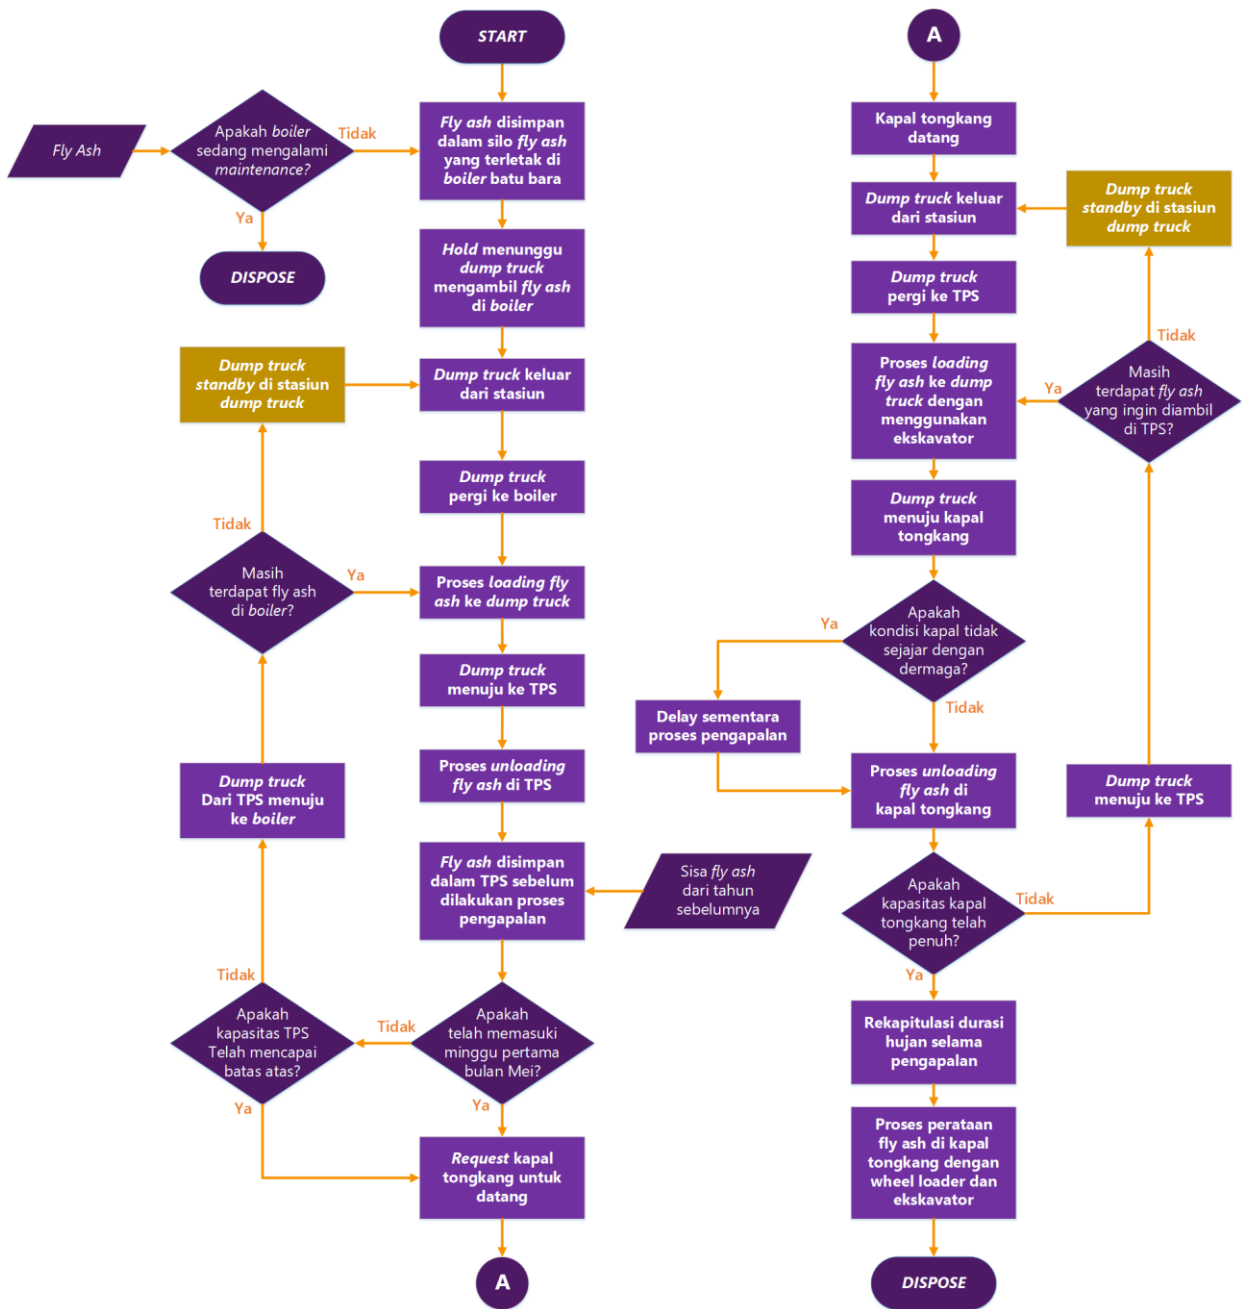 START
Fly Ash
Apakah boiler
sedang mengalami
maintenance?
Tidak
Ya
DISPOSE
Fly ash disimpan
dalam silo fly ash
yang terletak di
boiler batu bara
Hold menunggu
dump truck
mengambil fly ash
di boiler
Dump truck
standby di stasiun
dump truck
Dump truck keluar
dari stasiun
Dump truck
pergi ke boiler
Tidak
Masih
terdapat fly ash
di boiler?
Ya
Proses loading fly
ash ke dump truck
Dump truck
menuju ke TPS
Proses unloading
fly ash di TPS
Dump truck
Dari TPS menuju
ke boiler
Fly ash disimpan
dalam TPS sebelum
dilakukan proses
pengapalan
Sisa fly ash
dari tahun
sebelumnya
Tidak
Apakah
kapasitas TPS
Telah mencapai
batas atas?
Ya
Tidak
Apakah
telah memasuki
minggu pertama
bulan Mei?
Ya
Request kapal
tongkang untuk
datang
A
A
Kapal tongkang
datang
Dump truck keluar
dari stasiun
Dump truck
standby di stasiun
dump truck
Dump truck
pergi ke TPS
Tidak
Proses loading
fly ash ke dump
truck dengan
menggunakan
ekskavator
Ya
Masih
terdapat fly ash
yang ingin diambil
di TPS?
Dump truck
menuju kapal
tongkang
Ya
Apakah
kondisi kapal tidak
sejajar dengan
dermaga?
Tidak
Delay sementara
proses pengapalan
Proses unloading
fly ash di
kapal tongkang
Dump truck
menuju ke TPS
Apakah
kapasitas kapal
tongkang telah
penuh?
Tidak
Ya
Rekapitulasi durasi
hujan selama
pengapalan
Proses perataan
fly ash di kapal
tongkang dengan
wheel loader dan
ekskavator
DISPOSE